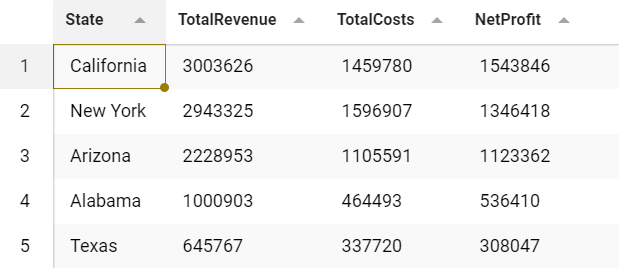 State TotalRevenue TotalCosts NetProfit
1 California 3003626 1459780 1543846
2 New York 2943325 1596907 1346418
3 Arizona 2228953 1105591 1123362
4 Alabama 1000903 464493 536410
5 Texas 645767 337720 308047